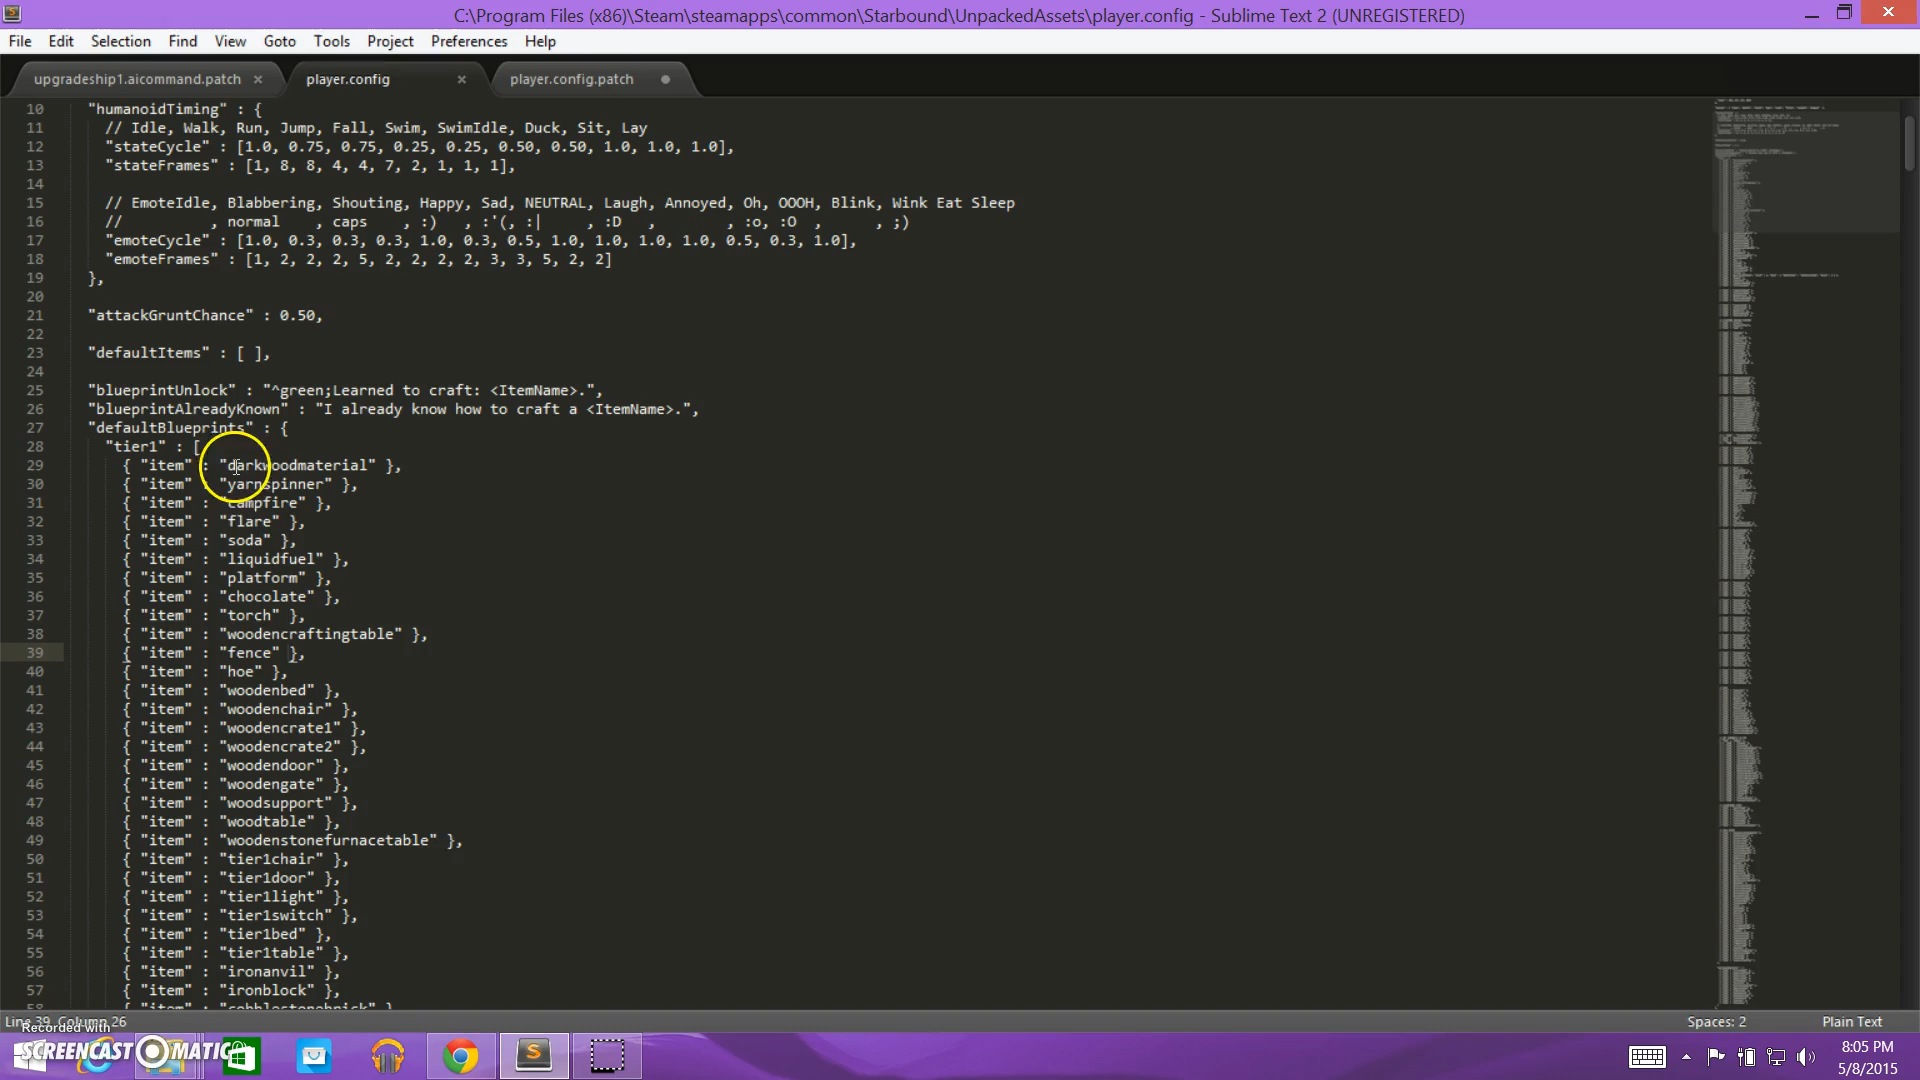 C:\Program Files (x86)\Steam\steamapps\common\Starbound\UnpackedAssets\player.config - Sublime Text 2 (UNREGISTERED)
File Edit Selection Find View Goto Tools Project Preferences Help
upgradeship1.aicommand.patch × player.config × player.config.patch
10 "humanoidTiming" : {
11 // Idle, Walk, Run, Jump, Fall, Swim, SwimIdle, Duck, Sit, Lay
12 "stateCycle" : [1.0, 0.75, 0.75, 0.25, 0.25, 0.50, 0.50, 1.0, 1.0, 1.0],
13 "stateFrames" : [1, 8, 8, 4, 4, 7, 2, 1, 1, 1],
14
15 // EmoteIdle, Blabbering, Shouting, Happy, Sad, NEUTRAL, Laugh, Annoyed, Oh, OOOH, Blink, Wink Eat Sleep
16 // , normal , caps , :) , :'(, :| , :D , , :o, :O , , ;)
17 "emoteCycle" : [1.0, 0.3, 0.3, 0.3, 1.0, 0.3, 0.5, 1.0, 1.0, 1.0, 1.0, 0.5, 0.3, 1.0],
18 "emoteFrames" : [1, 2, 2, 2, 5, 2, 2, 2, 2, 3, 3, 5, 2, 2]
19 },
20
21 "attackGruntChance" : 0.50,
22
23 "defaultItems" : [ ],
24
25 "blueprintUnlock" : "^green;Learned to craft: <ItemName>.",
26 "blueprintAlreadyKnown" : "I already know how to craft a <ItemName>.",
27 "defaultBlueprints" : {
28 "tier1" : [
29 { "item" : "darkwoodmaterial" },
30 { "item" : "yarnspinner" },
31 { "item" : "campfire" },
32 { "item" : "flare" },
33 { "item" : "soda" },
34 { "item" : "liquidfuel" },
35 { "item" : "platform" },
36 { "item" : "chocolate" },
37 { "item" : "torch" },
38 { "item" : "woodencraftingtable" },
39 { "item" : "fence" },
40 { "item" : "hoe" },
41 { "item" : "woodenbed" },
42 { "item" : "woodenchair" },
43 { "item" : "woodencrate1" },
44 { "item" : "woodencrate2" },
45 { "item" : "woodendoor" },
46 { "item" : "woodengate" },
47 { "item" : "woodsupport" },
48 { "item" : "woodtable" },
49 { "item" : "woodenstonefurnacetable" },
50 { "item" : "tier1chair" },
51 { "item" : "tier1door" },
52 { "item" : "tier1light" },
53 { "item" : "tier1switch" },
54 { "item" : "tier1bed" },
55 { "item" : "tier1table" },
56 { "item" : "ironanvil" },
57 { "item" : "ironblock" },
58 { "item" : "cobblestonebrick" },
Line 39, Column 26 Spaces: 2 Plain Text
Recorded with
SCREENCAST MATIC
8:05 PM
5/8/2015